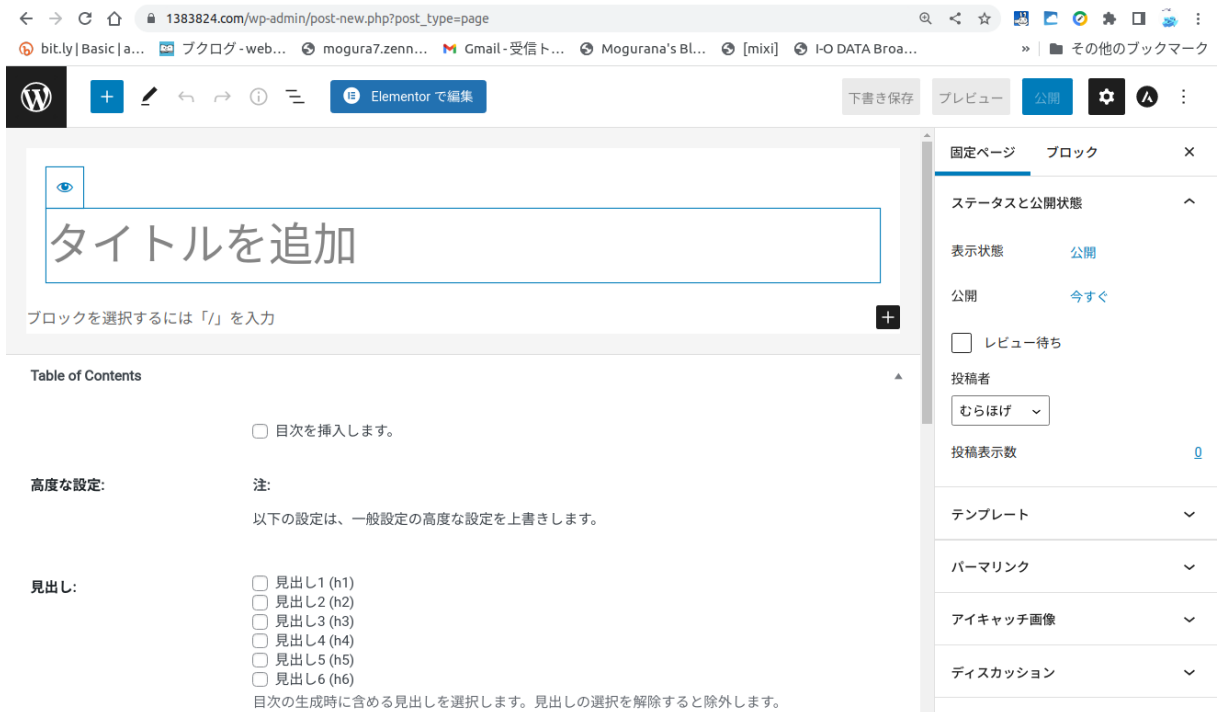 1383824.com/wp-admin/post-new.php?post_type=page
bit.ly | Basic | a... ブクログ - web... mogura7.zenn... Gmail - 受信ト... Mogurana's Bl... [mixi] I-O DATA Broa... » その他のブックマーク
Elementor で編集 下書き保存 プレビュー 公開
固定ページ ブロック
タイトルを追加
ブロックを選択するには「/」を入力
Table of Contents
目次を挿入します。
高度な設定: 注:
以下の設定は、一般設定の高度な設定を上書きします。
見出し: 見出し1 (h1)
見出し2 (h2)
見出し3 (h3)
見出し4 (h4)
見出し5 (h5)
見出し6 (h6)
目次の生成時に含める見出しを選択します。見出しの選択を解除すると除外します。
ステータスと公開状態
表示状態 公開
公開 今すぐ
レビュー待ち
投稿者
むらほげ
投稿表示数 0
テンプレート
パーマリンク
アイキャッチ画像
ディスカッション